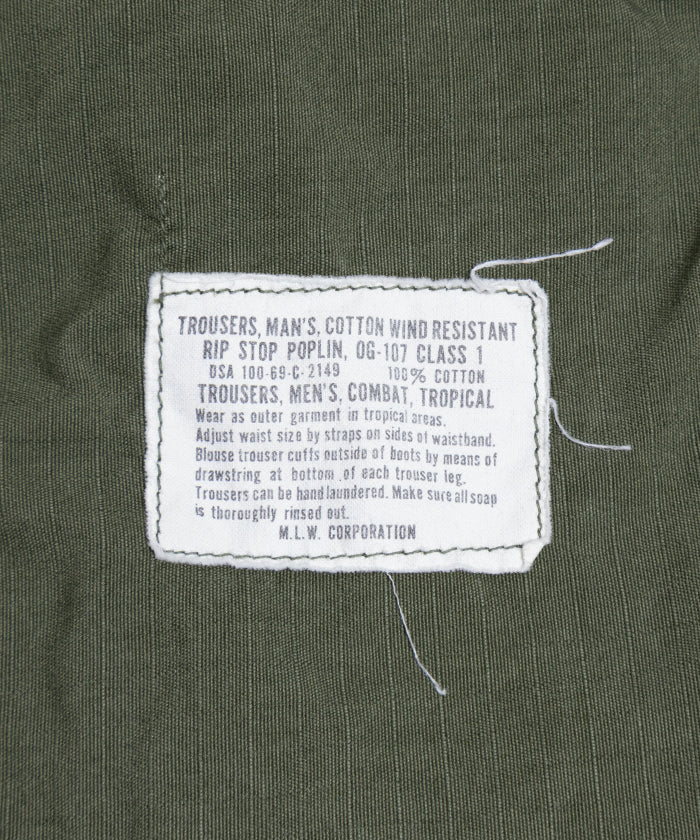 TROUSERS, MAN'S, COTTON WIND RESISTANT
RIP STOP POPLIN, OG-107 CLASS 1
DSA 100-69-C-2149 100% COTTON
TROUSERS, MEN'S, COMBAT, TROPICAL
Wear as outer garment in tropical areas.
Adjust waist size by straps on sides of waistband.
Blouse trouser cuffs outside of boots by means of
drawstring at bottom of each trouser leg.
Trousers can be hand laundered. Make sure all soap
is thoroughly rinsed out.
M.L.W. CORPORATION